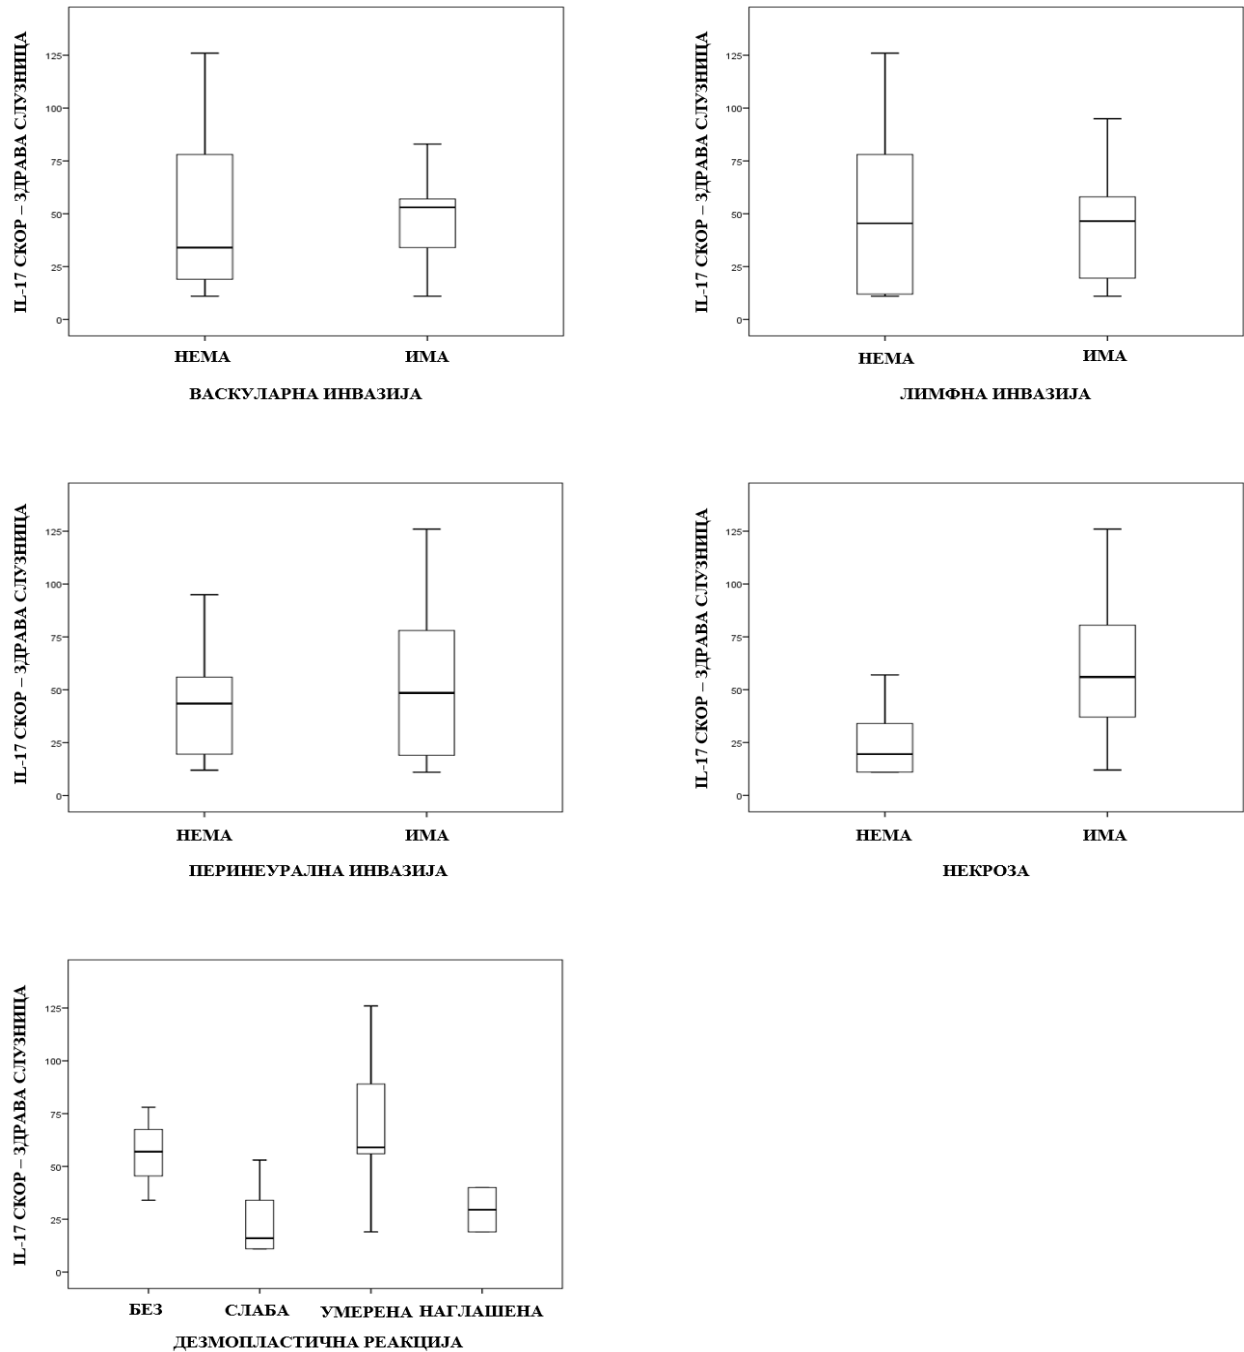 IL-17 СКОР – ЗДРАВА СЛУЗНИЦА
125
100
75
50
25
0
НЕМА
ИМА
ВАСКУЛАРНА ИНВАЗИЈА
IL-17 СКОР – ЗДРАВА СЛУЗНИЦА
125
100
75
50
25
0
НЕМА
ИМА
ЛИМФНА ИНВАЗИЈА
IL-17 СКОР – ЗДРАВА СЛУЗНИЦА
125
100
75
50
25
0
НЕМА
ИМА
ПЕРИНЕУРАЛНА ИНВАЗИЈА
IL-17 СКОР – ЗДРАВА СЛУЗНИЦА
125
100
75
50
25
0
НЕМА
ИМА
НЕКРОЗА
IL-17 СКОР – ЗДРАВА СЛУЗНИЦА
125
100
75
50
25
0
БЕЗ
СЛАБА
УМЕРЕНА
НАГЛАШЕНА
ДЕЗМОПЛАСТИЧНА РЕАКЦИЈА